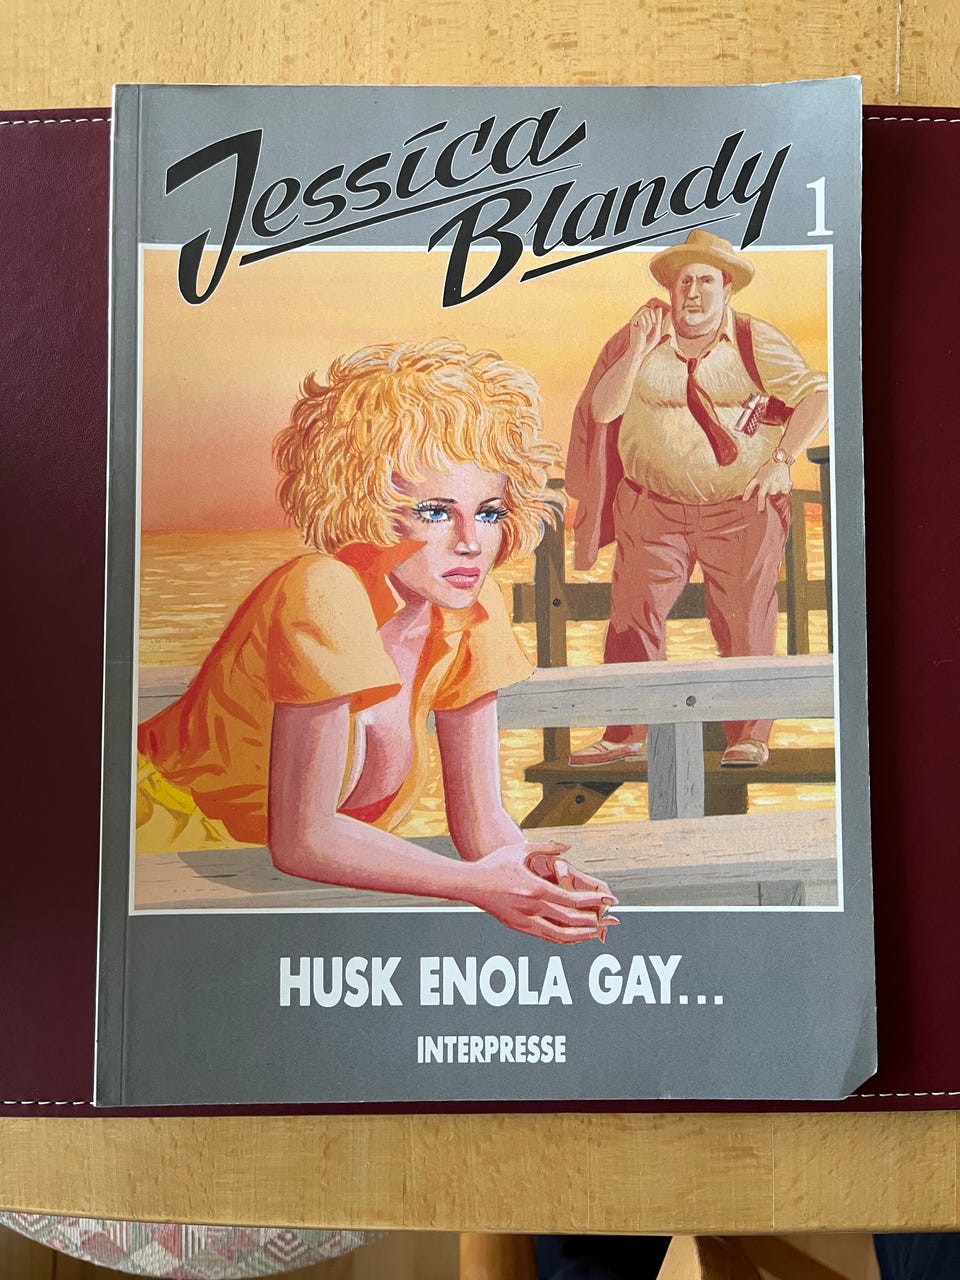 Jessica
Blandy
1
HUSK ENOLA GAY...
INTERPRESSE